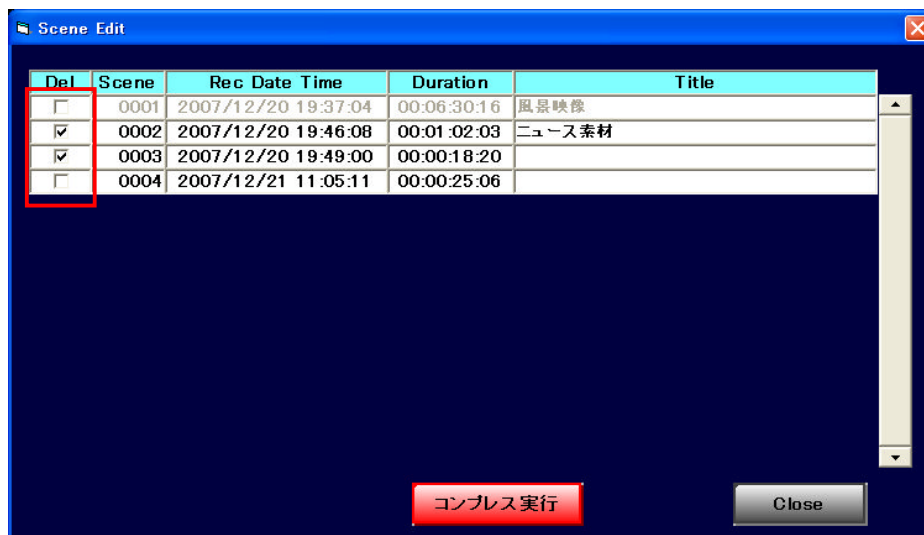 Scene Edit
Del Scene Rec Date Time Duration Title
0001 2007/12/20 19:37:04 00:06:30:16 風景映像
0002 2007/12/20 19:46:08 00:01:02:03 ニュース素材
0003 2007/12/20 19:49:00 00:00:18:20
0004 2007/12/21 11:05:11 00:00:25:06
コンプレス実行 Close